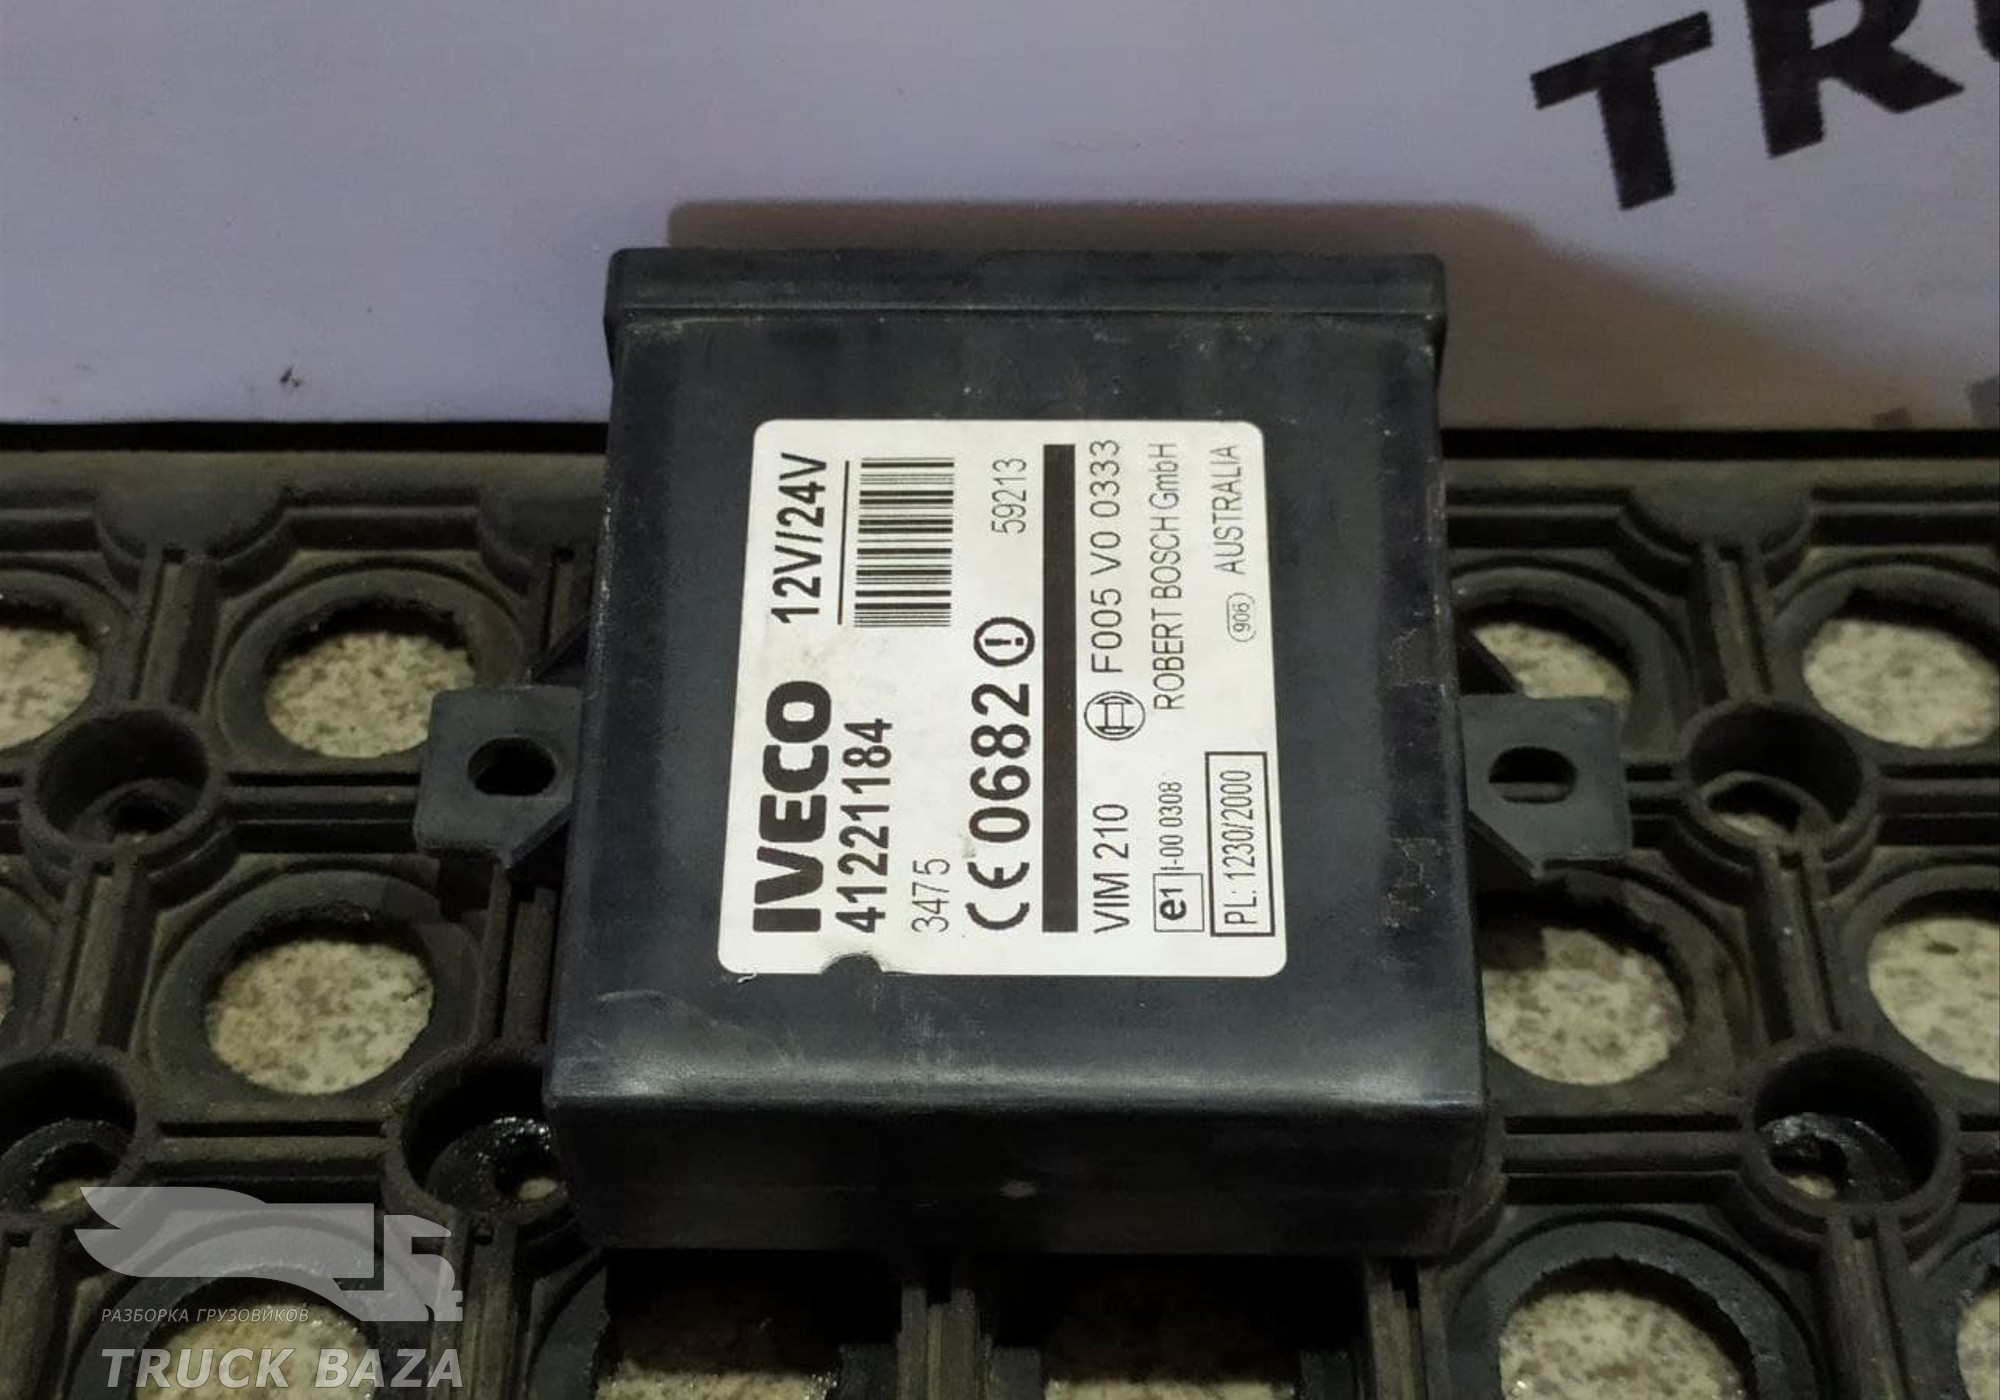 TRU
IVECO 12V/24V
41221184
3475 59213
CE 0682
VIM 210 F005 V0 0333
e1 I-00 0308 ROBERT BOSCH GmbH
PL: 1230/2000 906 AUSTRALIA
РАЗБОРКА ГРУЗОВИКОВ
TRUCK BAZA